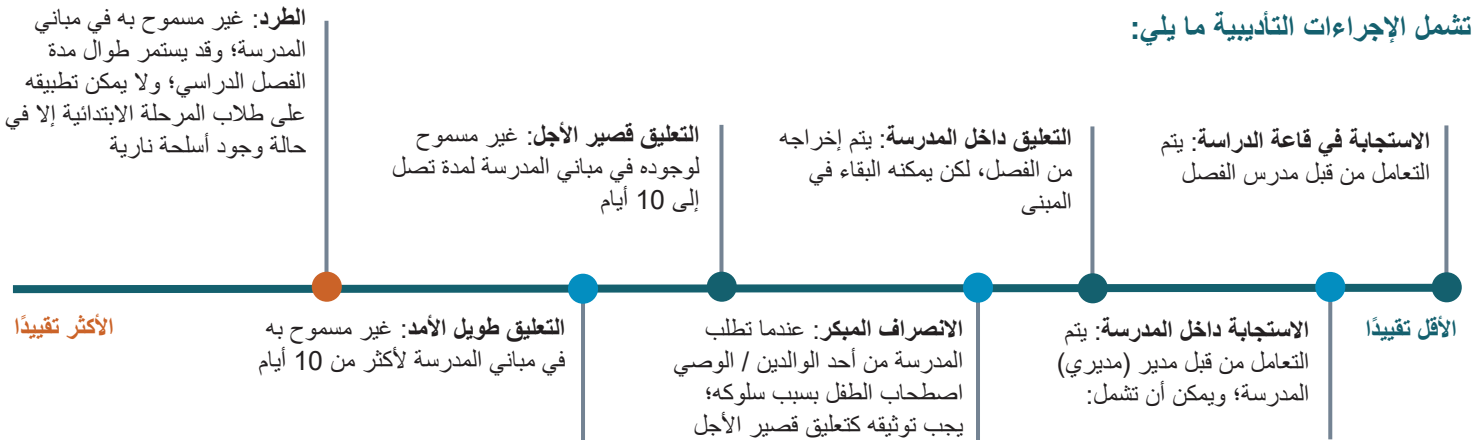 تشمل الإجراءات التأديبية ما يلي:
الاستجابة في قاعة الدراسة: يتم
التعامل من قبل مدرس الفصل
التعليق داخل المدرسة: يتم إخراجه
من الفصل، لكن يمكنه البقاء في
المبنى
التعليق قصير الأجل: غير مسموح
لوجوده في مباني المدرسة لمدة تصل
إلى 10 أيام
الطرد: غير مسموح به في مباني
المدرسة؛ وقد يستمر طوال مدة
الفصل الدراسي؛ ولا يمكن تطبيقه
على طلاب المرحلة الابتدائية إلا في
حالة وجود أسلحة نارية
الأقل تقييدًا
الاستجابة داخل المدرسة: يتم
التعامل من قبل مدير (مديري)
المدرسة؛ ويمكن أن تشمل:
الانصراف المبكر: عندما تطلب
المدرسة من أحد الوالدين / الوصي
اصطحاب الطفل بسبب سلوكه؛
يجب توثيقه كتعليق قصير الأجل
التعليق طويل الأمد: غير مسموح به
في مباني المدرسة لأكثر من 10 أيام
الأكثر تقييدًا